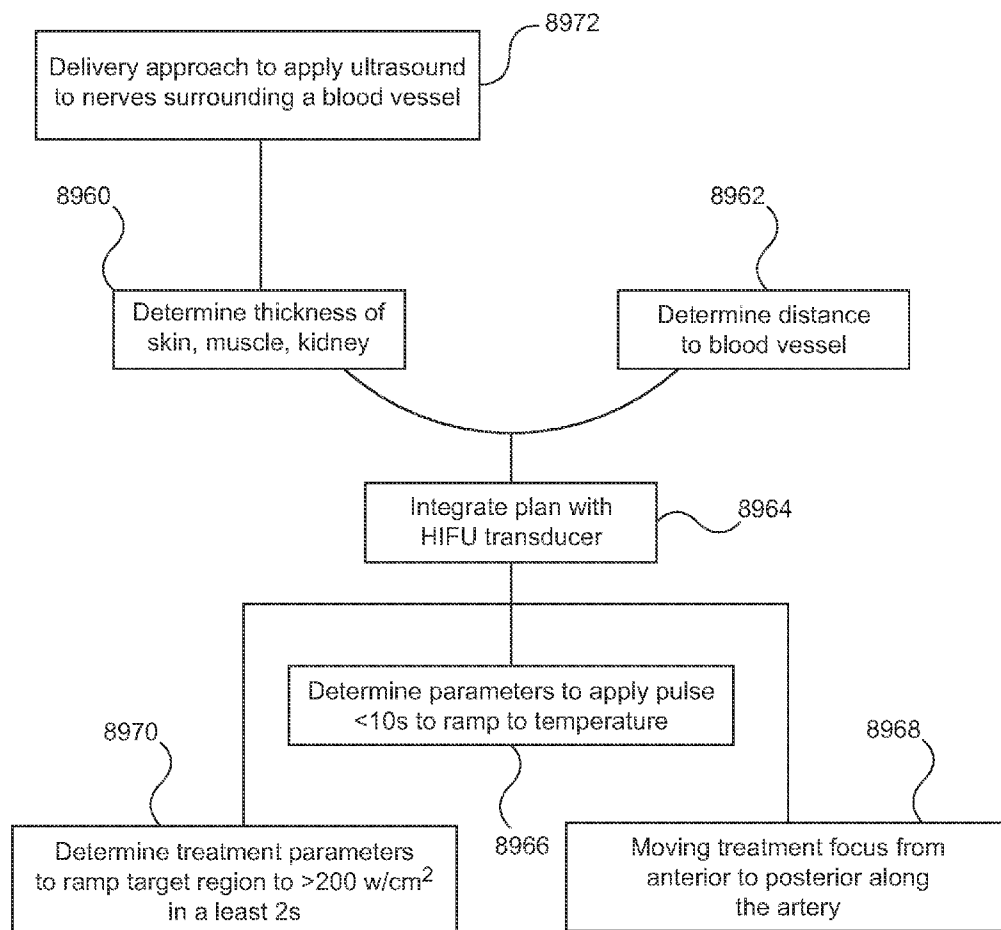 8972
Delivery approach to apply ultrasound
to nerves surrounding a blood vessel
8960
8962
Determine thickness of
skin, muscle, kidney
Determine distance
to blood vessel
Integrate plan with
HIFU transducer
8964
Determine parameters to apply pulse
<10s to ramp to temperature
8970
8968
8966
Determine treatment parameters
to ramp target region to >200 w/cm²
in a least 2s
Moving treatment focus from
anterior to posterior along
the artery